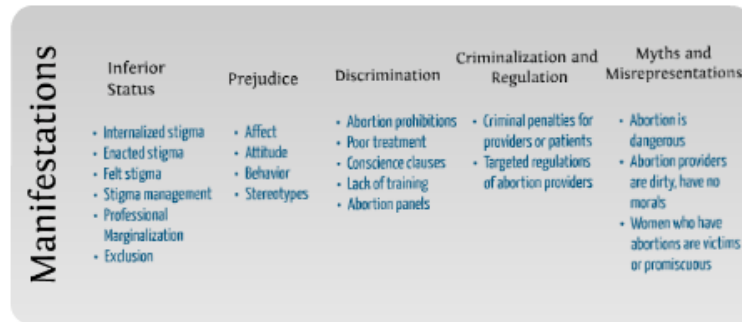 Manifestations
Inferior
Status
• Internalized stigma
• Enacted stigma
• Felt stigma
• Stigma management
• Professional
Marginalization
• Exclusion
Prejudice
• Affect
• Attitude
• Behavior
• Stereotypes
Discrimination
• Abortion prohibitions
• Poor treatment
• Conscience clauses
• Lack of training
• Abortion panels
Criminalization and
Regulation
• Criminal penalties for
providers or patients
• Targeted regulations
of abortion providers
Myths and
Misrepresentations
• Abortion is
dangerous
• Abortion providers
are dirty, have no
morals
• Women who have
abortions are victims
or promiscuous